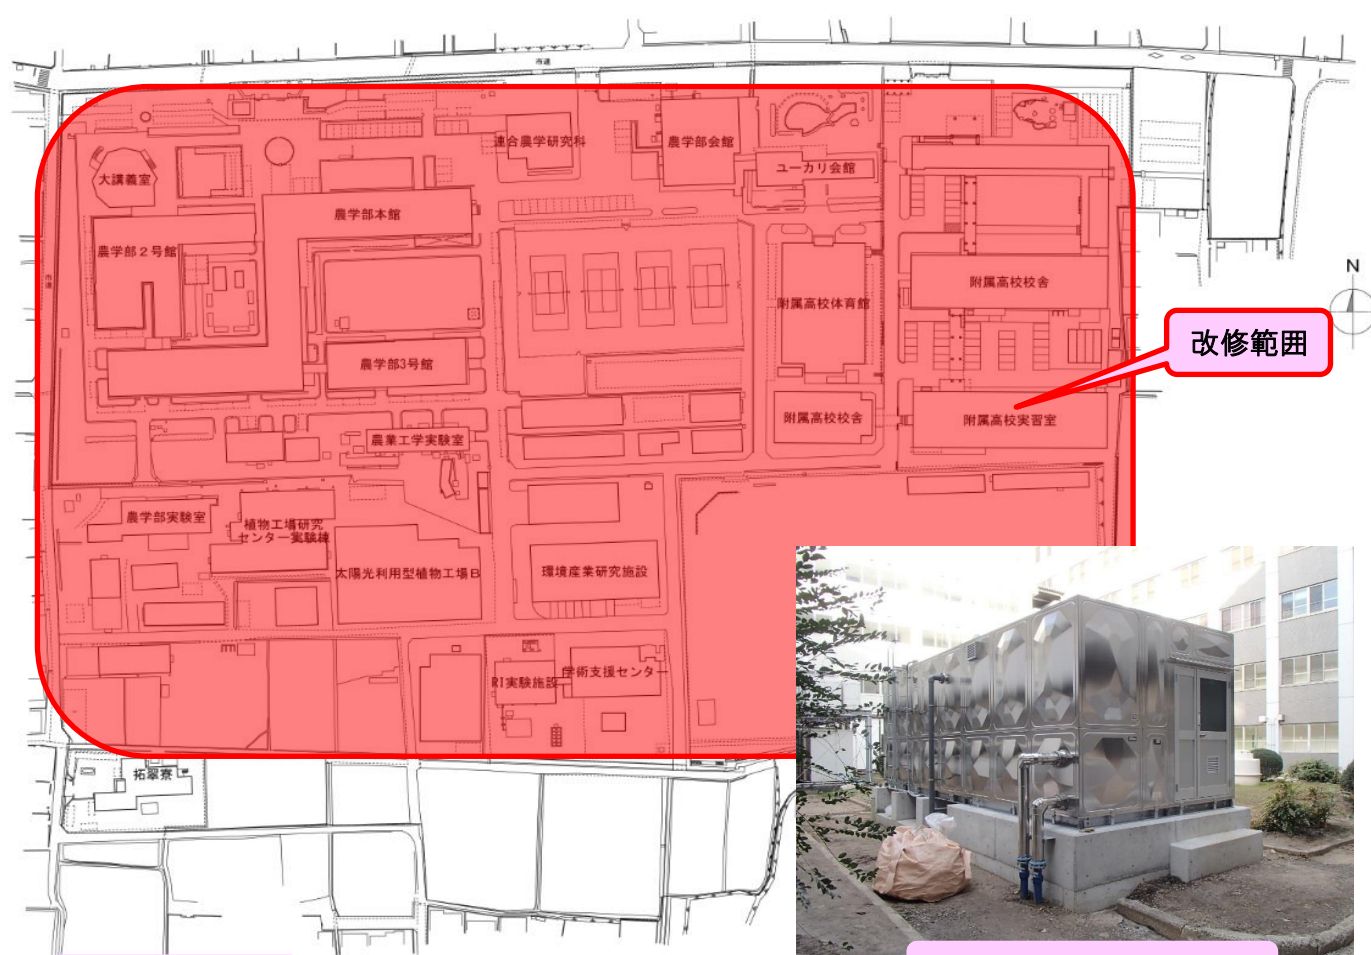 市道
連合農学研究科
農学部会館
ユーカリ会館
大講義室
農学部本館
農学部２号館
市道
附属高校校舎
附属高校体育館
N
改修範囲
農学部3号館
附属高校校舎
附属高校実習室
農業工学実験室
農学部実験室
植物工場研究
センター実験棟
太陽光利用型植物工場Ｂ
環境産業研究施設
RI実験施設
学術支援センター
拓翠寮